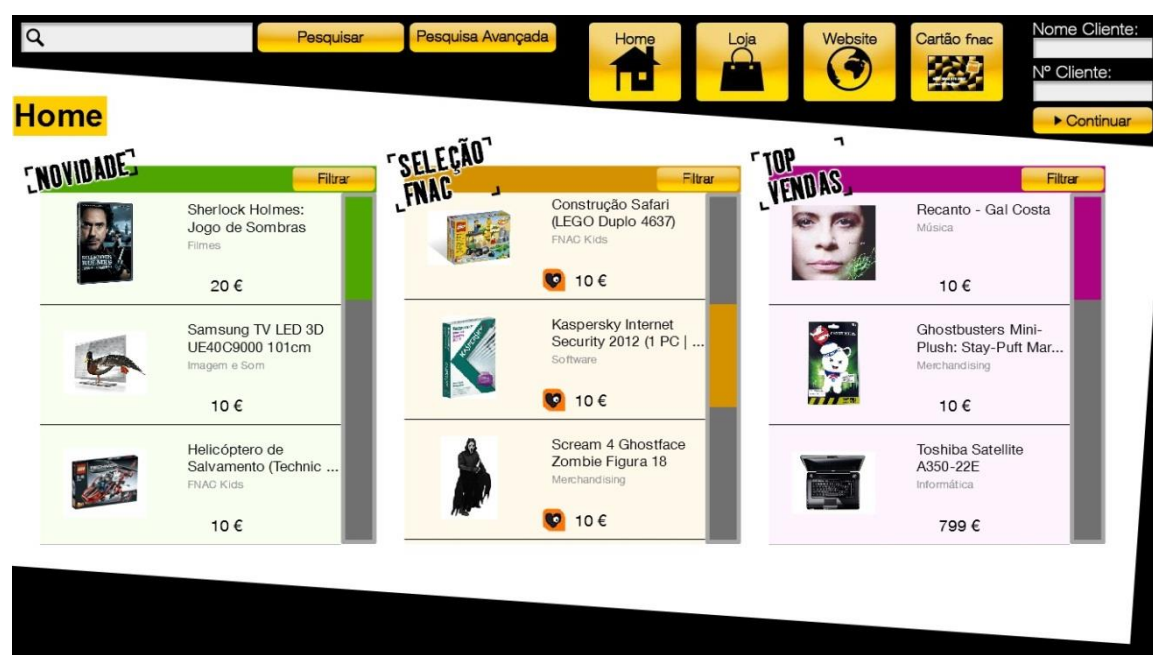 Pesquisar
Pesquisa Avançada
Home
Loja
Website
Cartão fnac
Nome Cliente:
Nº Cliente:
Continuar
Home
NOVIDADE
Filtrar
Sherlock Holmes:
Jogo de Sombras
Filmes
20 €
Samsung TV LED 3D
UE40C9000 101cm
Imagem e Som
10 €
Helicóptero de
Salvamento (Technic ...
FNAC Kids
10 €
SELEÇÃO
FNAC
Filtrar
Construção Safari
(LEGO Duplo 4637)
FNAC Kids
10 €
Kaspersky Internet
Security 2012 (1 PC | ...
Software
10 €
Scream 4 Ghostface
Zombie Figura 18
Merchandising
10 €
TOP
VENDAS
Filtrar
Recanto - Gal Costa
Música
10 €
Ghostbusters Mini-
Plush: Stay-Puft Mar...
Merchandising
10 €
Toshiba Satellite
A350-22E
Informática
799 €